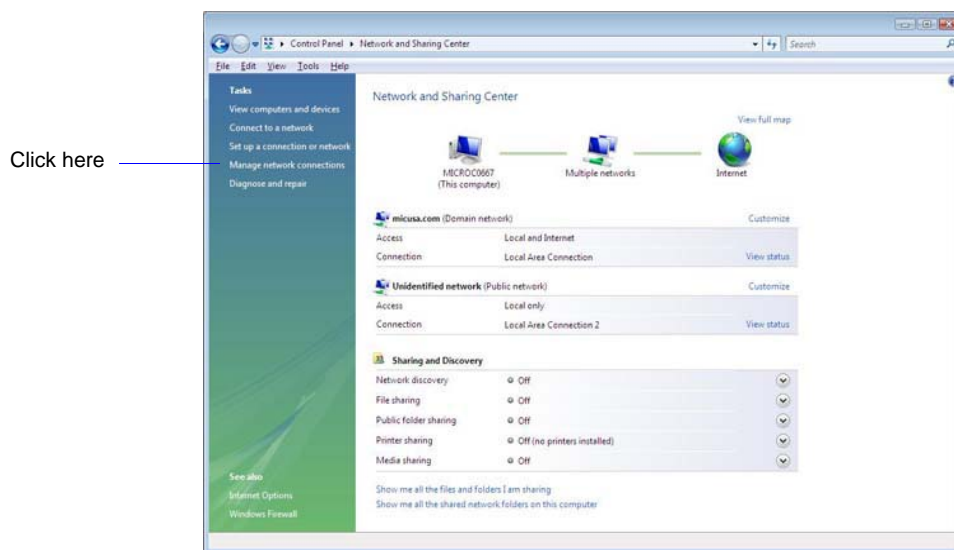 Control Panel ▸ Network and Sharing Center
Search
File Edit View Tools Help
Click here
Tasks
View computers and devices
Connect to a network
Set up a connection or network
Manage network connections
Diagnose and repair
See also
Internet Options
Windows Firewall
Network and Sharing Center
View full map
MICROC0667
(This computer)
Multiple networks
Internet
micusa.com (Domain network) Customize
Access Local and Internet
Connection Local Area Connection View status
Unidentified network (Public network) Customize
Access Local only
Connection Local Area Connection 2 View status
Sharing and Discovery
Network discovery Off
File sharing Off
Public folder sharing Off
Printer sharing Off (no printers installed)
Media sharing Off
Show me all the files and folders I am sharing
Show me all the shared network folders on this computer